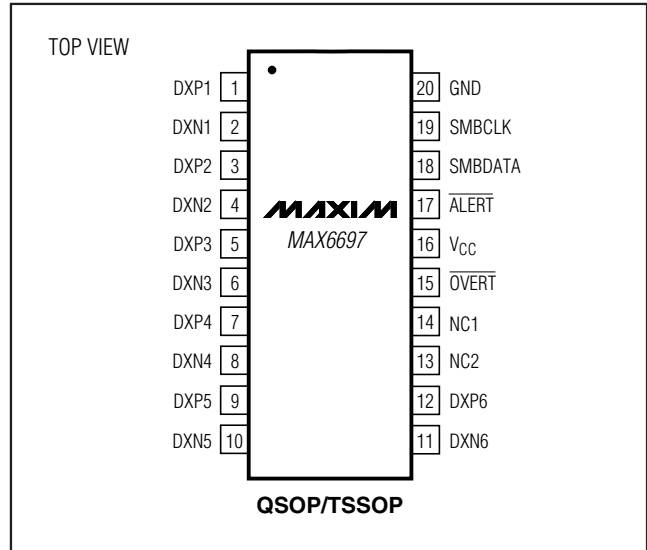 TOP VIEW
DXP1 1 20 GND
DXN1 2 19 SMBCLK
DXP2 3 18 SMBDATA
DXN2 4 MAXIM 17 ALERT
DXP3 5 MAX6697 16 VCC
DXN3 6 15 OVERT
DXP4 7 14 NC1
DXN4 8 13 NC2
DXP5 9 12 DXP6
DXN5 10 11 DXN6
QSOP/TSSOP